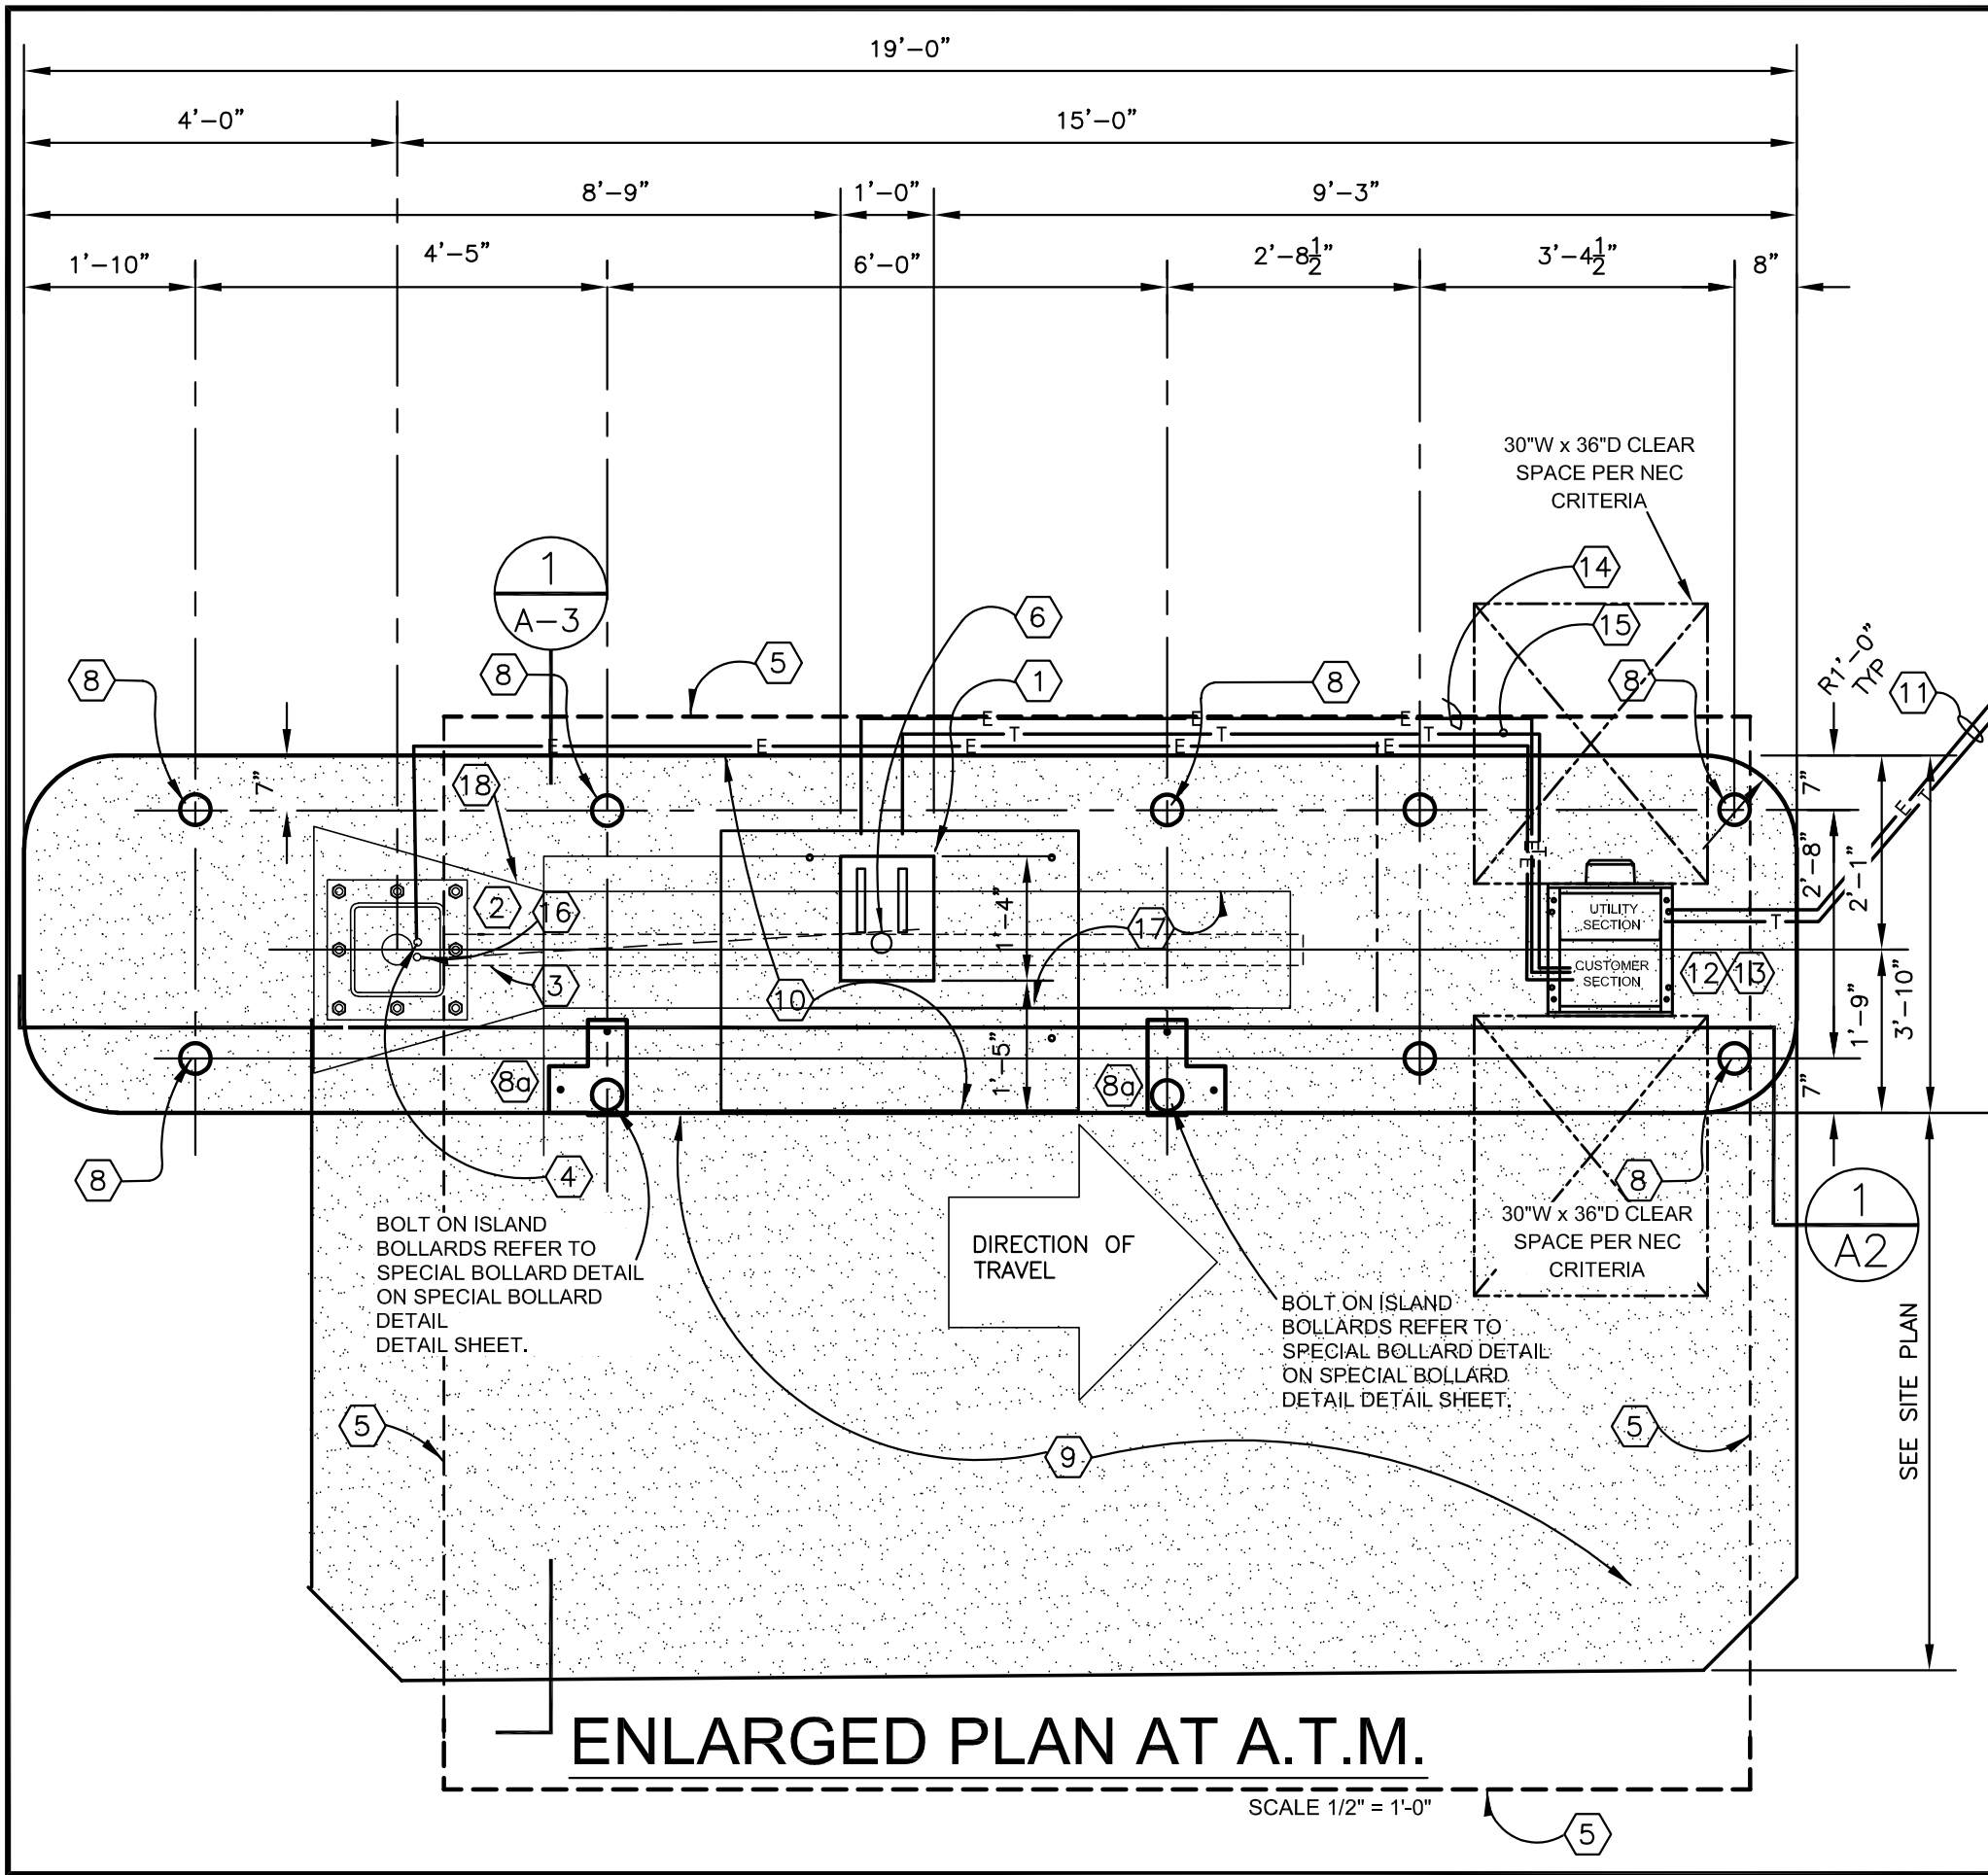 19'-0"
4'-0"
15'-0"
8'-9"
1'-0"
9'-3"
1'-10"
4'-5"
6'-0"
2'-8½"
3'-4½"
8"
30"W x 36"D CLEAR
SPACE PER NEC
CRITERIA
1
A-3
14
6
15
8
8
5
1
8
8
R1'-0"
TYP
11
E
E
E
T
T
T
E
E
E
E
E
T
7"
18
7"
2'-8"
2'-1"
2
16
1'-4"
17
UTILITY
SECTION
T
T
E
T
E
3
10
CUSTOMER
SECTION
12
13
1'-9"
3'-10"
8a
1'-5"
8a
7"
8
4
8
BOLT ON ISLAND
BOLLARDS REFER TO
SPECIAL BOLLARD DETAIL
ON SPECIAL BOLLARD
DETAIL
DETAIL SHEET.
DIRECTION OF
TRAVEL
30"W x 36"D CLEAR
SPACE PER NEC
CRITERIA
1
A2
BOLT ON ISLAND
BOLLARDS REFER TO
SPECIAL BOLLARD DETAIL
ON SPECIAL BOLLARD
DETAIL DETAIL SHEET.
SEE SITE PLAN
5
9
5
ENLARGED PLAN AT A.T.M.
SCALE 1/2" = 1'-0"
5